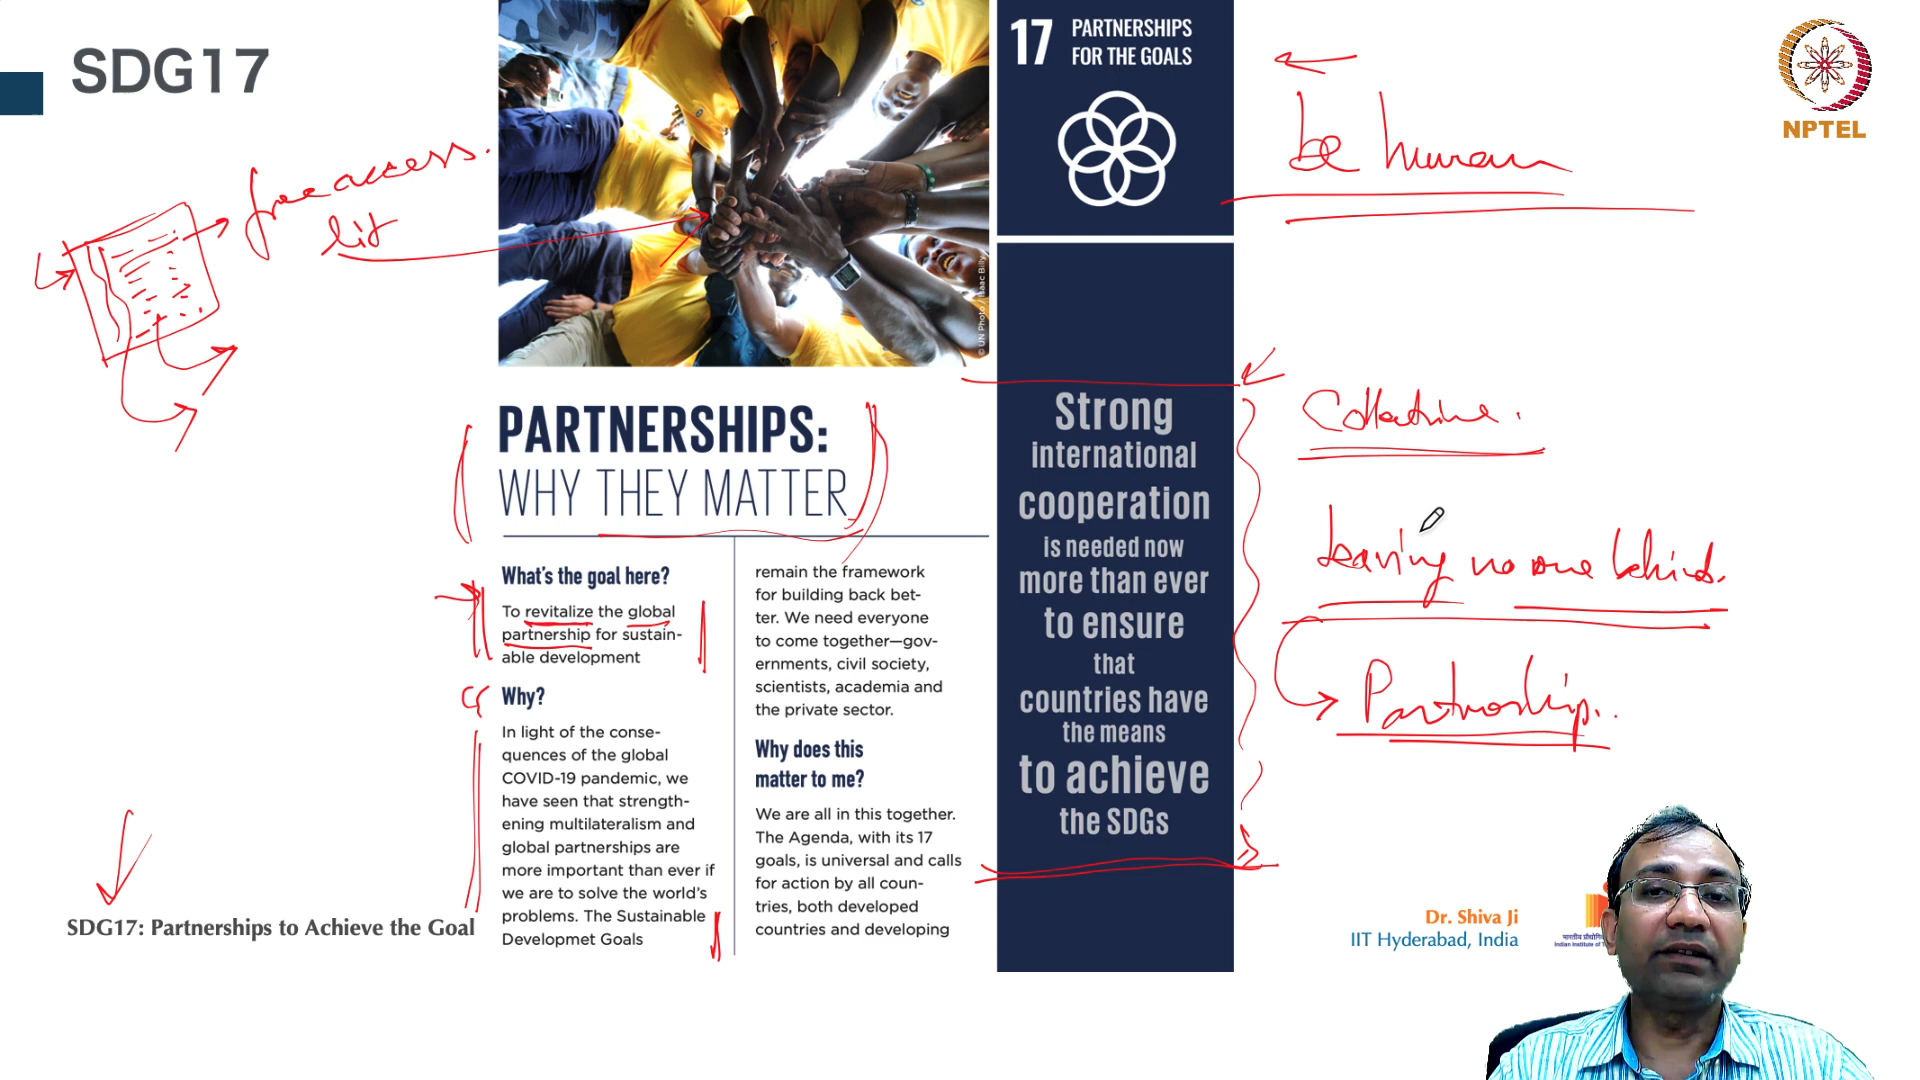 SDG17
free access.
lit
© UN Photo / Isaac Billy
17 PARTNERSHIPS
FOR THE GOALS
be human
NPTEL
PARTNERSHIPS:
WHY THEY MATTER
What's the goal here?
To revitalize the global
partnership for sustain-
able development
Why?
In light of the conse-
quences of the global
COVID-19 pandemic, we
have seen that strength-
ening multilateralism and
global partnerships are
more important than ever if
we are to solve the world's
problems. The Sustainable
Developmet Goals
remain the framework
for building back bet-
ter. We need everyone
to come together—gov-
ernments, civil society,
scientists, academia and
the private sector.
Why does this
matter to me?
We are all in this together.
The Agenda, with its 17
goals, is universal and calls
for action by all coun-
tries, both developed
countries and developing
Strong
international
cooperation
is needed now
more than ever
to ensure
that
countries have
the means
to achieve
the SDGs
Collective.
Leaving no one behind.
Partnership..
SDG17: Partnerships to Achieve the Goal
Dr. Shiva Ji
IIT Hyderabad, India